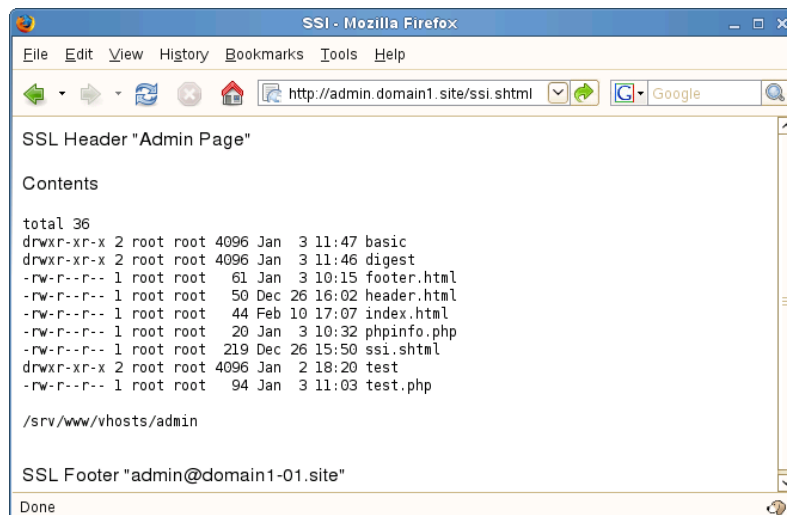 SSI - Mozilla Firefox
File Edit View History Bookmarks Tools Help
http://admin.domain1.site/ssi.shtml G Google
SSL Header "Admin Page"
Contents
total 36
drwxr-xr-x 2 root root 4096 Jan  3 11:47 basic
drwxr-xr-x 2 root root 4096 Jan  3 11:46 digest
-rw-r--r-- 1 root root   61 Jan  3 10:15 footer.html
-rw-r--r-- 1 root root   50 Dec 26 16:02 header.html
-rw-r--r-- 1 root root   44 Feb 10 17:07 index.html
-rw-r--r-- 1 root root   20 Jan  3 10:32 phpinfo.php
-rw-r--r-- 1 root root  219 Dec 26 15:50 ssi.shtml
drwxr-xr-x 2 root root 4096 Jan  2 18:20 test
-rw-r--r-- 1 root root   94 Jan  3 11:03 test.php
/srv/www/vhosts/admin
SSL Footer "admin@domain1-01.site"
Done